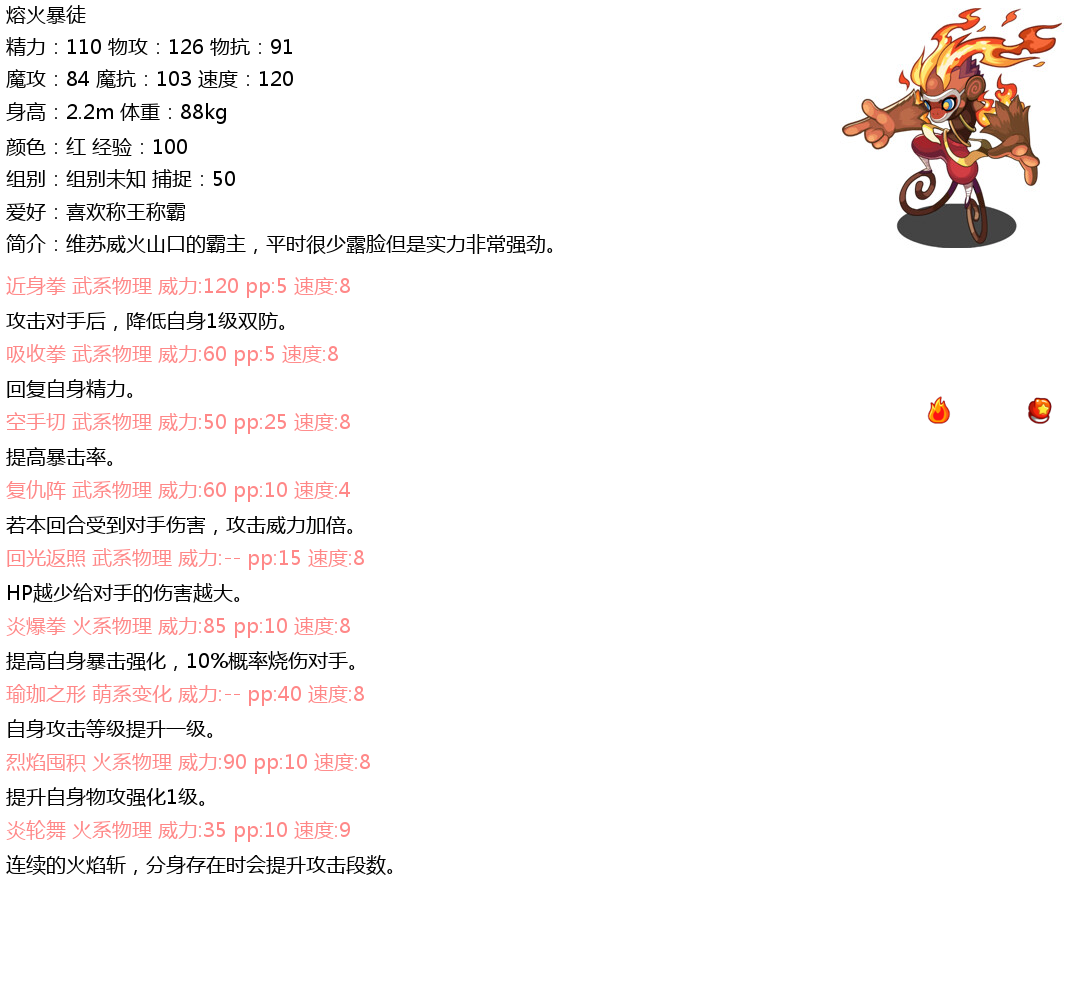 熔火暴徒
精力：110 物攻：126 物抗：91
魔攻：84 魔抗：103 速度：120
身高：2.2m 体重：88kg
颜色：红 经验：100
组别：组别未知 捕捉：50
爱好：喜欢称王称霸
简介：维苏威火山口的霸主，平时很少露脸但是实力非常强劲。
近身拳 武系物理 威力:120 pp:5 速度:8
攻击对手后，降低自身1级双防。
吸收拳 武系物理 威力:60 pp:5 速度:8
回复自身精力。
空手切 武系物理 威力:50 pp:25 速度:8
提高暴击率。
复仇阵 武系物理 威力:60 pp:10 速度:4
若本回合受到对手伤害，攻击威力加倍。
回光返照 武系物理 威力:-- pp:15 速度:8
HP越少给对手的伤害越大。
炎爆拳 火系物理 威力:85 pp:10 速度:8
提高自身暴击强化，10%概率烧伤对手。
瑜珈之形 萌系变化 威力:-- pp:40 速度:8
自身攻击等级提升一级。
烈焰囤积 火系物理 威力:90 pp:10 速度:8
提升自身物攻强化1级。
炎轮舞 火系物理 威力:35 pp:10 速度:9
连续的火焰斩，分身存在时会提升攻击段数。